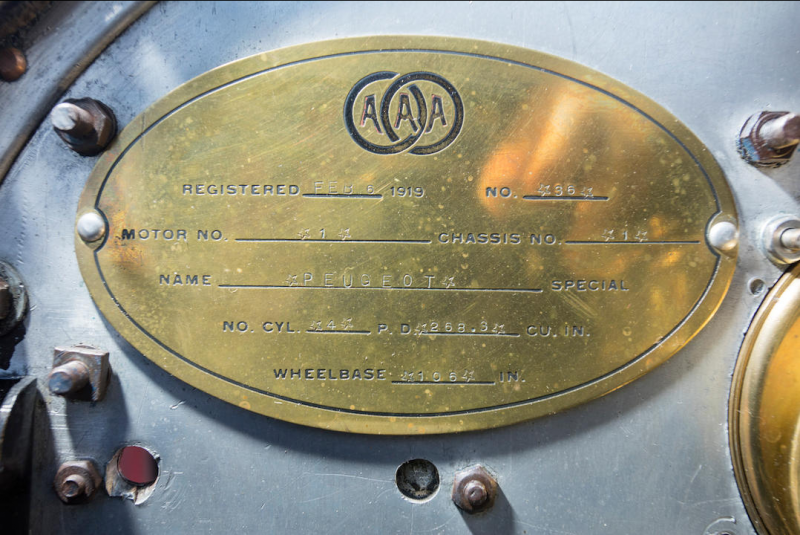 AAA
REGISTERED FEB 6 1919 NO. *36*
MOTOR NO. *1* CHASSIS NO. *1*
NAME *PEUGEOT* SPECIAL
NO. CYL. *4* P. D. *268.3* CU. IN.
WHEELBASE *106* IN.